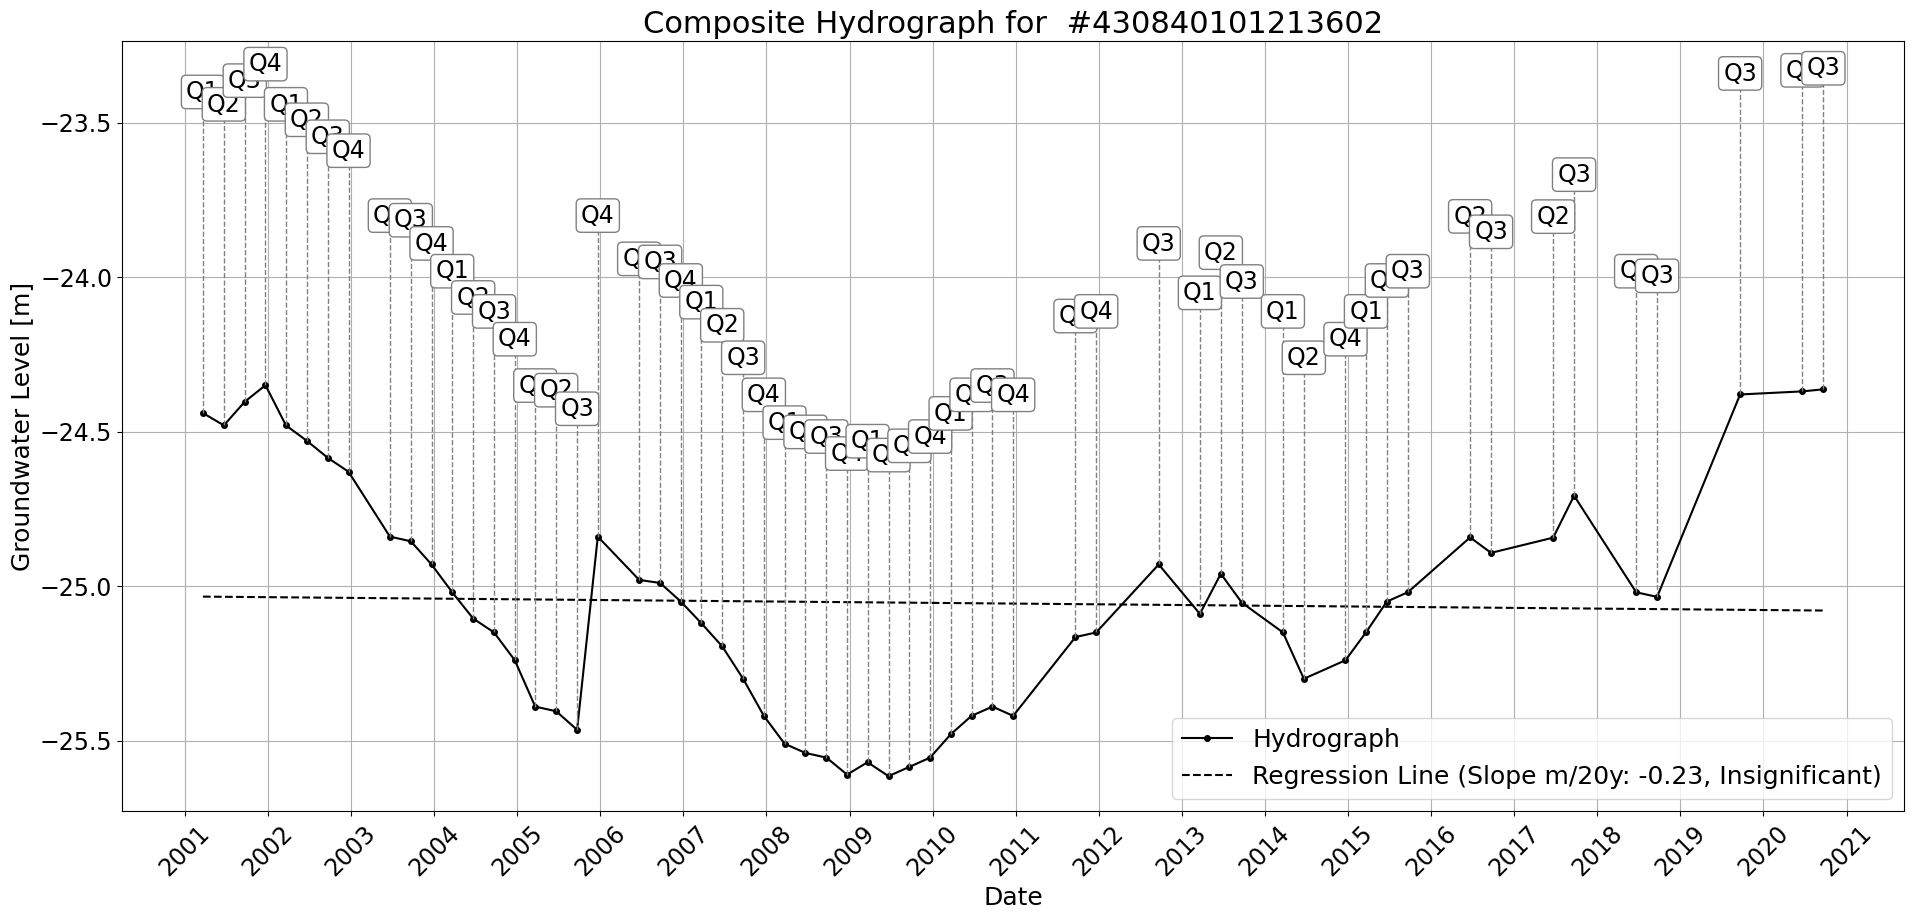 Composite Hydrograph for  #430840101213602
Groundwater Level [m]
−23.5
−24.0
−24.5
−25.0
−25.5
Q1
Q2
Q3
Q4
Q1
Q2
Q3
Q4
Q3
Q4
Q1
Q2
Q3
Q4
Q2
Q3
Q4
Q3
Q4
Q1
Q2
Q3
Q4
Q1
Q3
Q1
Q4
Q1
Q4
Q3
Q1
Q2
Q3
Q1
Q2
Q4
Q1
Q3
Q2
Q3
Q2
Q3
Q3
Q3
Q3
Hydrograph
Regression Line (Slope m/20y: -0.23, Insignificant)
2001
2002
2003
2004
2005
2006
2007
2008
2009
2010
2011
2012
2013
2014
2015
2016
2017
2018
2019
2020
2021
Date